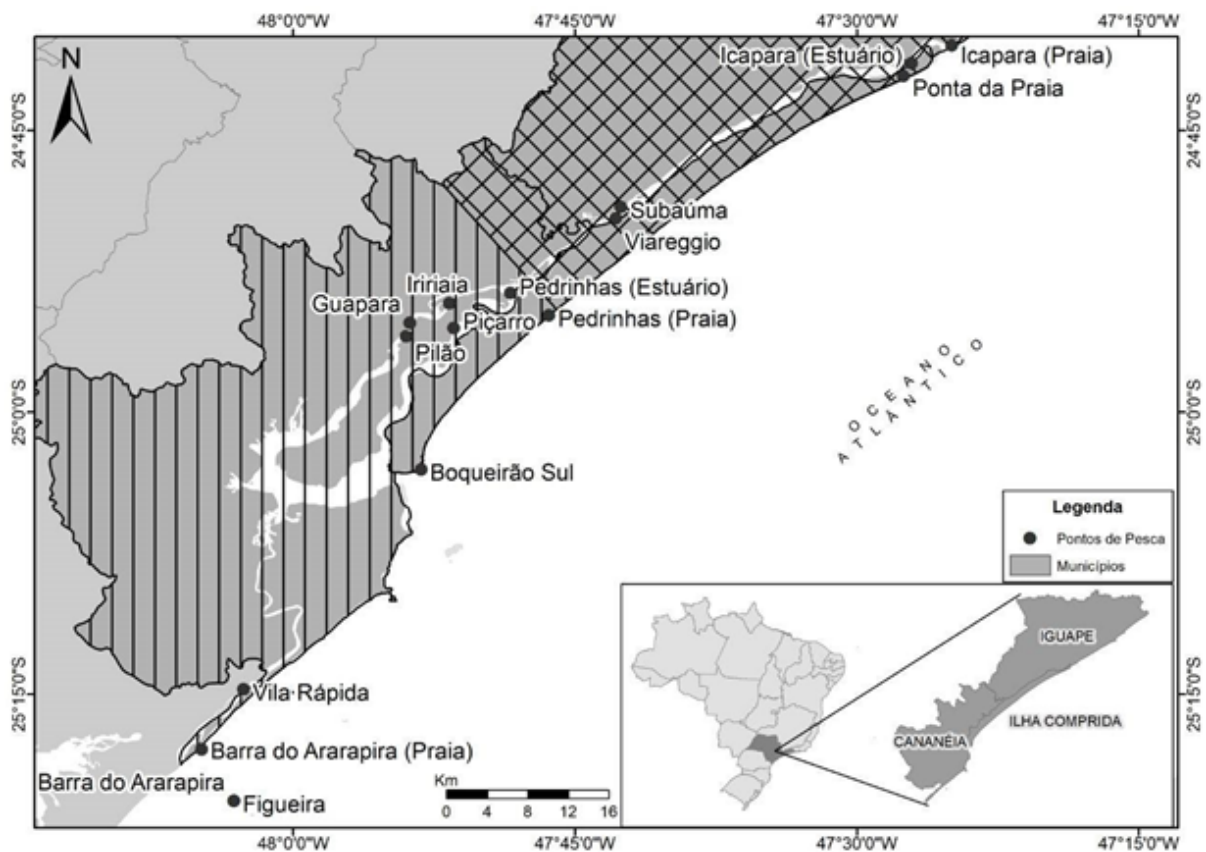 48°0'0"W 47°45'0"W 47°30'0"W 47°15'0"W
N
Icapara (Estuário)
Icapara (Praia)
Ponta da Praia
24°45'0"S
24°45'0"S
Subaúma
Viareggio
Iririaia
Pedrinhas (Estuário)
Guapara
Piçarro
Pedrinhas (Praia)
Pilão
OCEANO
ATLÂNTICO
25°0'0"S
25°0'0"S
Boqueirão Sul
Legenda
Pontos de Pesca
Municípios
IGUAPE
ILHA COMPRIDA
CANANÉIA
25°15'0"S
25°15'0"S
Vila Rápida
Barra do Ararapira (Praia)
Barra do Ararapira
Figueira
Km
0 4 8 12 16
48°0'0"W 47°45'0"W 47°30'0"W 47°15'0"W